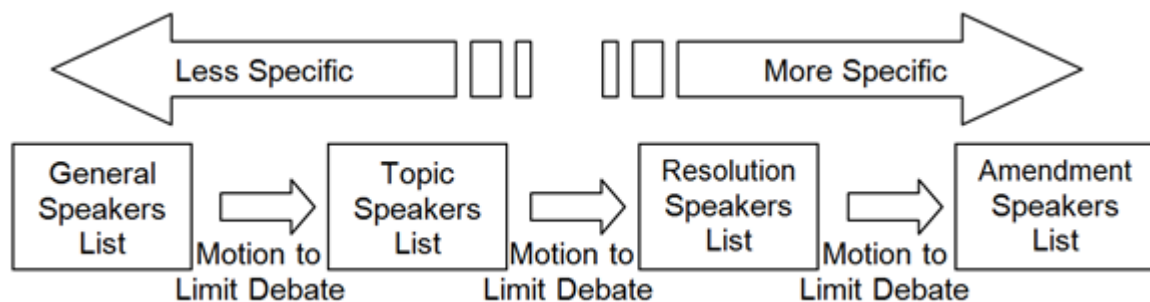 Less Specific
More Specific
General
Speakers
List
Motion to
Limit Debate
Topic
Speakers
List
Motion to
Limit Debate
Resolution
Speakers
List
Motion to
Limit Debate
Amendment
Speakers
List